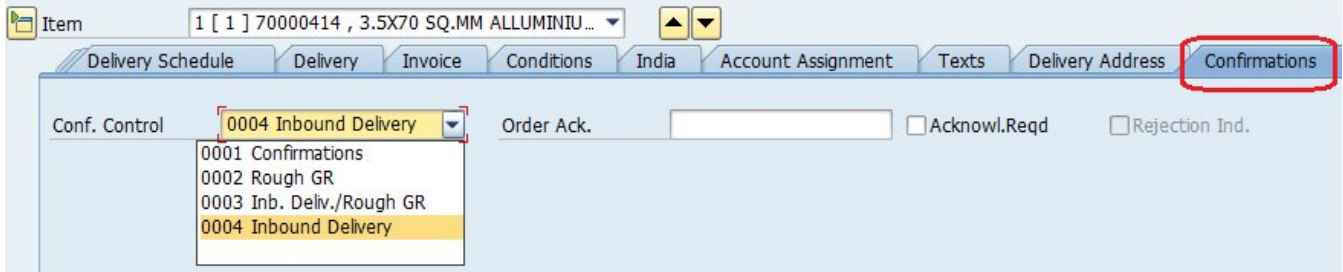 Item 1 [ 1 ] 70000414 , 3.5X70 SQ.MM ALLUMINIU...
Delivery Schedule Delivery Invoice Conditions India Account Assignment Texts Delivery Address Confirmations
Conf. Control 0004 Inbound Delivery Order Ack. Acknowl.Reqd Rejection Ind.
0001 Confirmations
0002 Rough GR
0003 Inb. Deliv./Rough GR
0004 Inbound Delivery